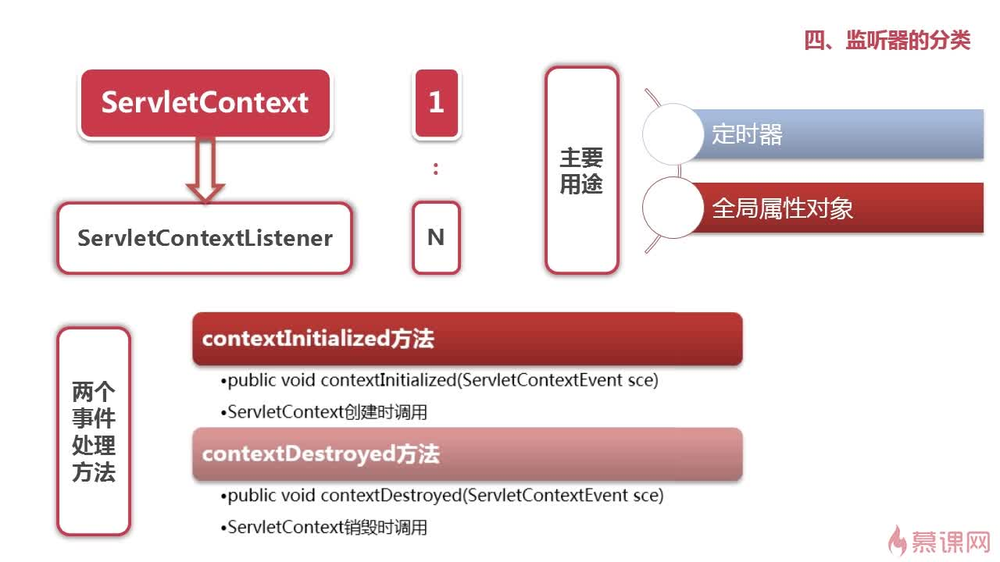 四、监听器的分类
ServletContext
1
:
ServletContextListener
N
主要
用途
定时器
全局属性对象
两个
事件
处理
方法
contextInitialized方法
•public void contextInitialized(ServletContextEvent sce)
•ServletContext创建时调用
contextDestroyed方法
•public void contextDestroyed(ServletContextEvent sce)
•ServletContext销毁时调用
慕课网